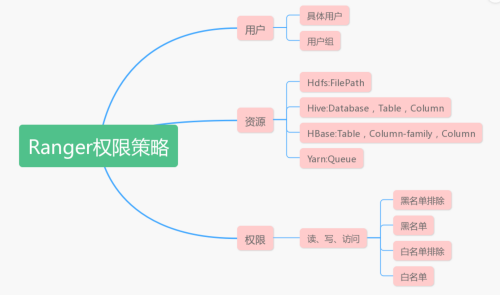 Ranger权限策略
用户
具体用户
用户组
资源
Hdfs:FilePath
Hive:Database，Table，Column
HBase:Table，Column-family，Column
Yarn:Queue
权限
读、写、访问
黑名单排除
黑名单
白名单排除
白名单